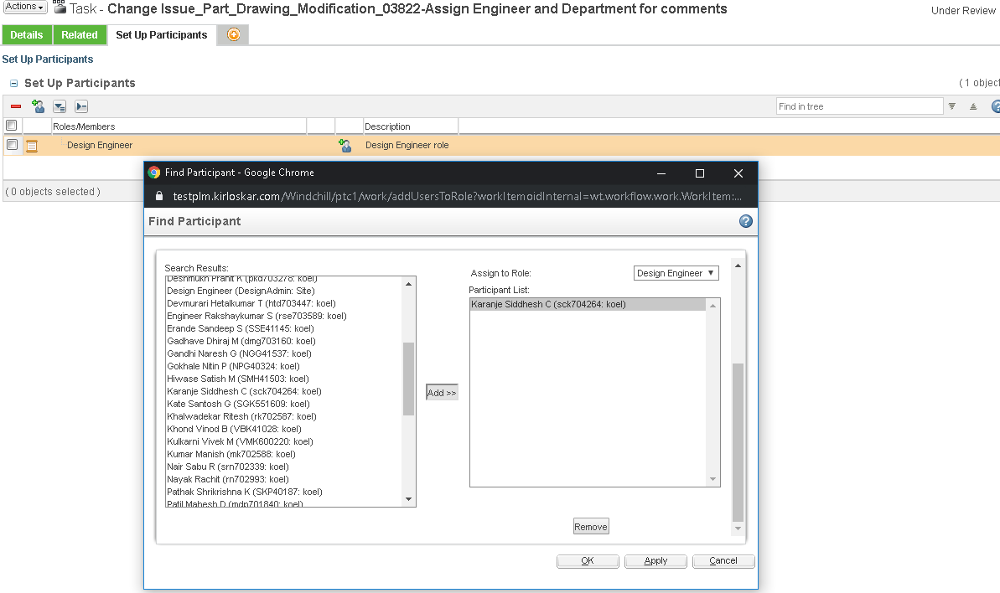 Actions
Task - Change Issue_Part_Drawing_Modification_03822-Assign Engineer and Department for comments
Under Review
Details Related Set Up Participants
Set Up Participants
Set Up Participants
( 1 object
Find in tree
Roles/Members Description
Design Engineer Design Engineer role
( 0 objects selected )
Find Participant - Google Chrome
testplm.kirloskar.com/Windchill/ptc1/work/addUsersToRole?workItemoidInternal=wt.workflow.work.WorkItem:...
Find Participant
Search Results:
Deshmukh Pranit K (pkd703278: koel)
Design Engineer (DesignAdmin: Site)
Devmurari Hetalkumar T (htd703447: koel)
Engineer Rakshaykumar S (rse703589: koel)
Erande Sandeep S (SSE41145: koel)
Gadhave Dhiraj M (dmg703160: koel)
Gandhi Naresh G (NGG41537: koel)
Gokhale Nitin P (NPG40324: koel)
Hiwase Satish M (SMH41503: koel)
Karanje Siddhesh C (sck704264: koel)
Kate Santosh G (SGK551609: koel)
Khalwadekar Ritesh (rk702587: koel)
Khond Vinod B (VBK41028: koel)
Kulkarni Vivek M (VMK600220: koel)
Kumar Manish (mk702588: koel)
Nair Sabu R (srn702339: koel)
Nayak Rachit (rn702993: koel)
Pathak Shrikrishna K (SKP40187: koel)
Patil Mahesh D (mdp701840: koel)
Add >>
Assign to Role: Design Engineer
Participant List:
Karanje Siddhesh C (sck704264: koel)
Remove
OK Apply Cancel